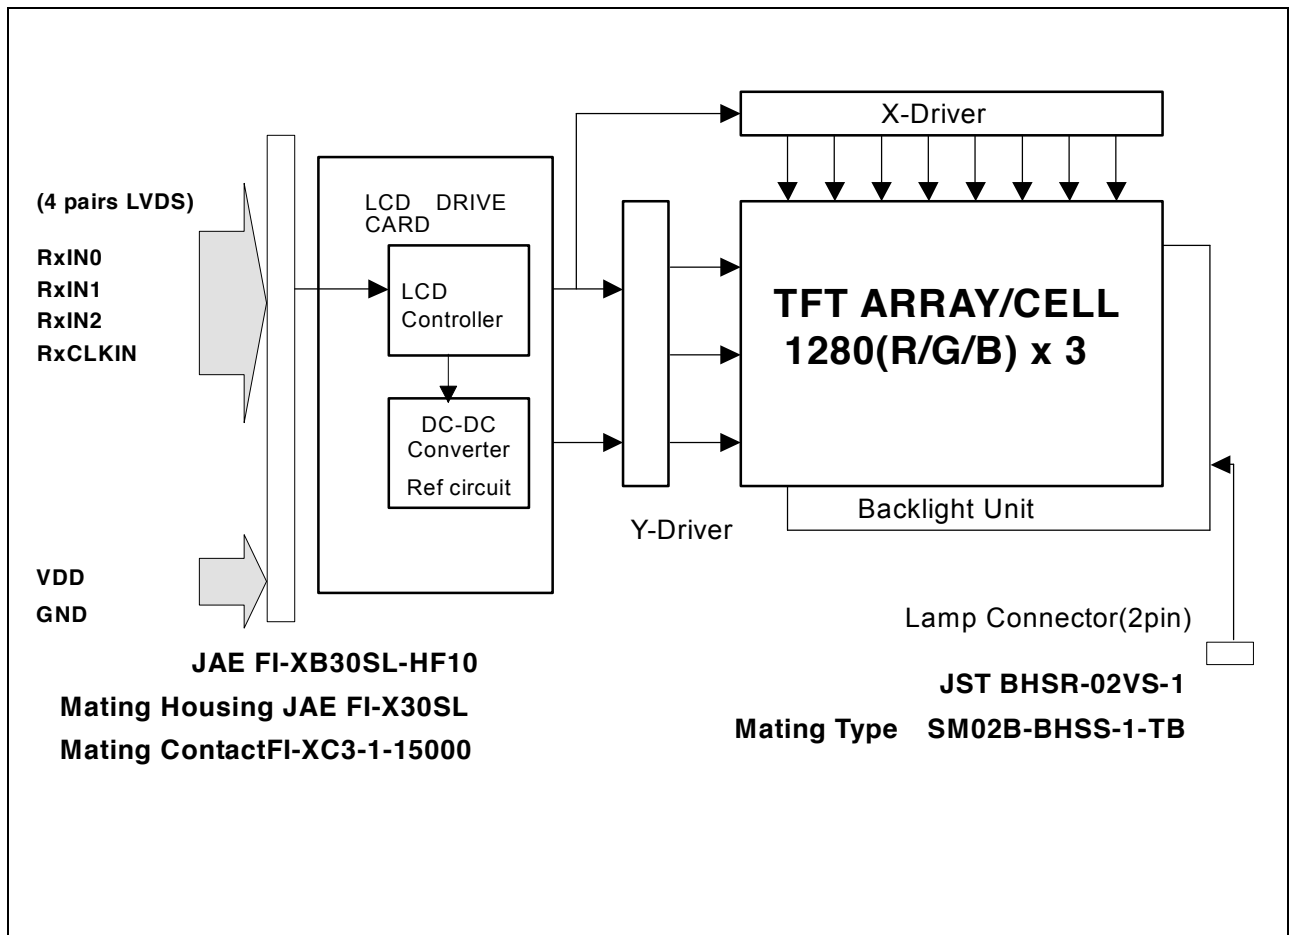 X-Driver
(4 pairs LVDS)
RxIN0
RxIN1
RxIN2
RxCLKIN
LCD DRIVE
CARD
LCD
Controller
DC-DC
Converter
Ref circuit
TFT ARRAY/CELL
1280(R/G/B) x 3
Backlight Unit
Y-Driver
VDD
GND
Lamp Connector(2pin)
JAE FI-XB30SL-HF10
Mating Housing JAE FI-X30SL
Mating ContactFI-XC3-1-15000
JST BHSR-02VS-1
Mating Type SM02B-BHSS-1-TB